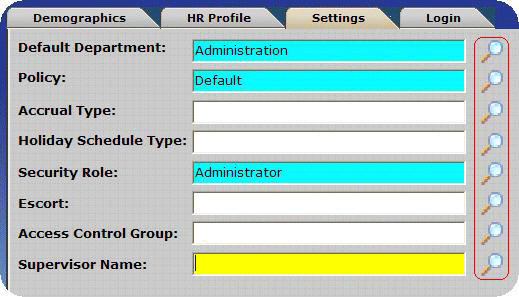 Demographics HR Profile Settings Login
Default Department: Administration
Policy: Default
Accrual Type:
Holiday Schedule Type:
Security Role: Administrator
Escort:
Access Control Group:
Supervisor Name: